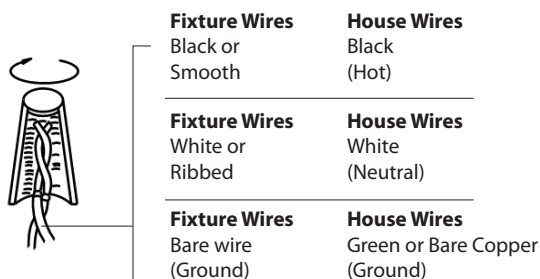 Fixture Wires House Wires
Black or Black
Smooth (Hot)
Fixture Wires House Wires
White or White
Ribbed (Neutral)
Fixture Wires House Wires
Bare wire Green or Bare Copper
(Ground) (Ground)